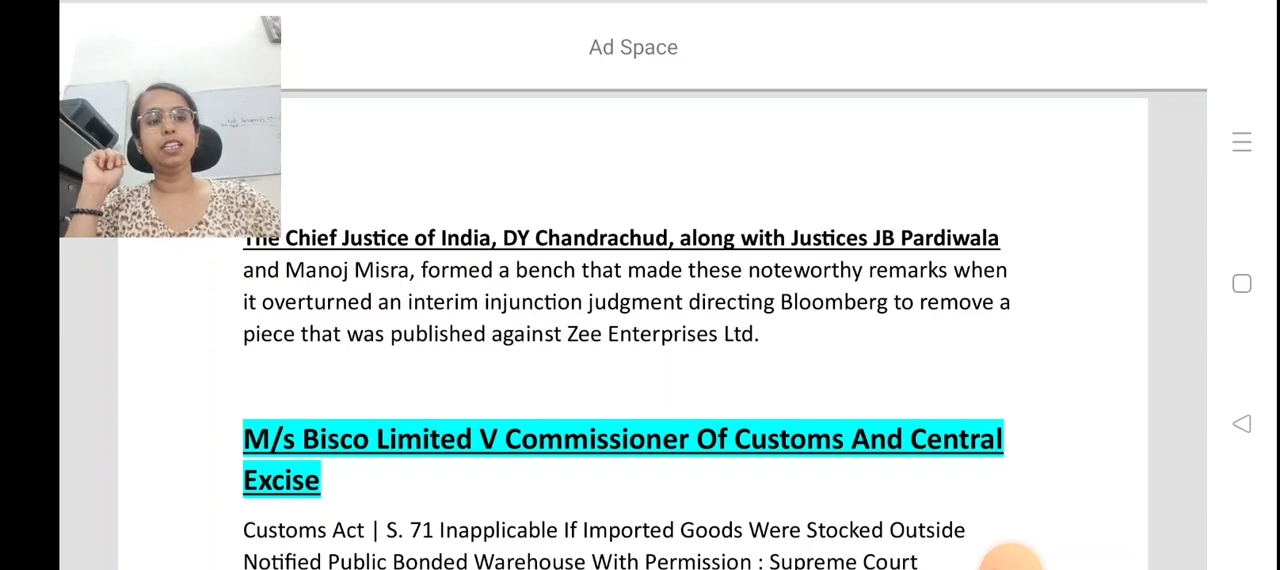 Ad Space
The Chief Justice of India, DY Chandrachud, along with Justices JB Pardiwala
and Manoj Misra, formed a bench that made these noteworthy remarks when
it overturned an interim injunction judgment directing Bloomberg to remove a
piece that was published against Zee Enterprises Ltd.
M/s Bisco Limited V Commissioner Of Customs And Central
Excise
Customs Act | S. 71 Inapplicable If Imported Goods Were Stocked Outside
Notified Public Bonded Warehouse With Permission : Supreme Court